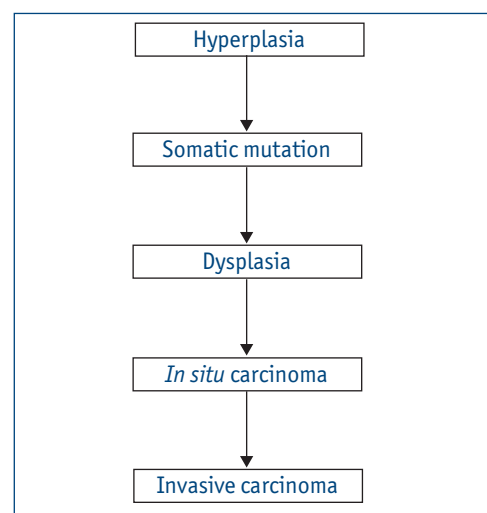 Hyperplasia
Somatic mutation
Dysplasia
In situ carcinoma
Invasive carcinoma